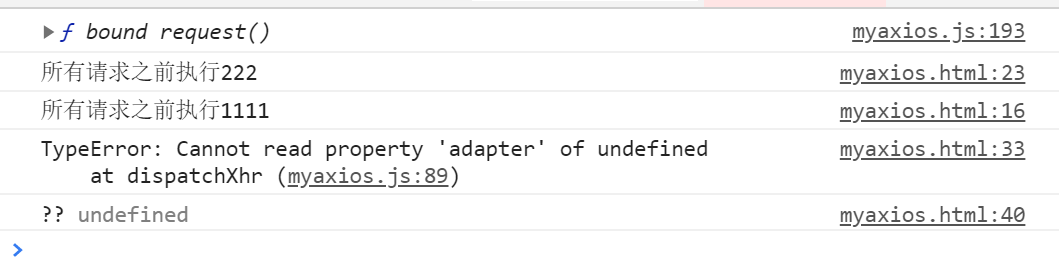 ▶ƒ bound request() myaxios.js:193
所有请求之前执行222 myaxios.html:23
所有请求之前执行1111 myaxios.html:16
TypeError: Cannot read property 'adapter' of undefined myaxios.html:33
at dispatchXhr (myaxios.js:89)
?? undefined myaxios.html:40
>